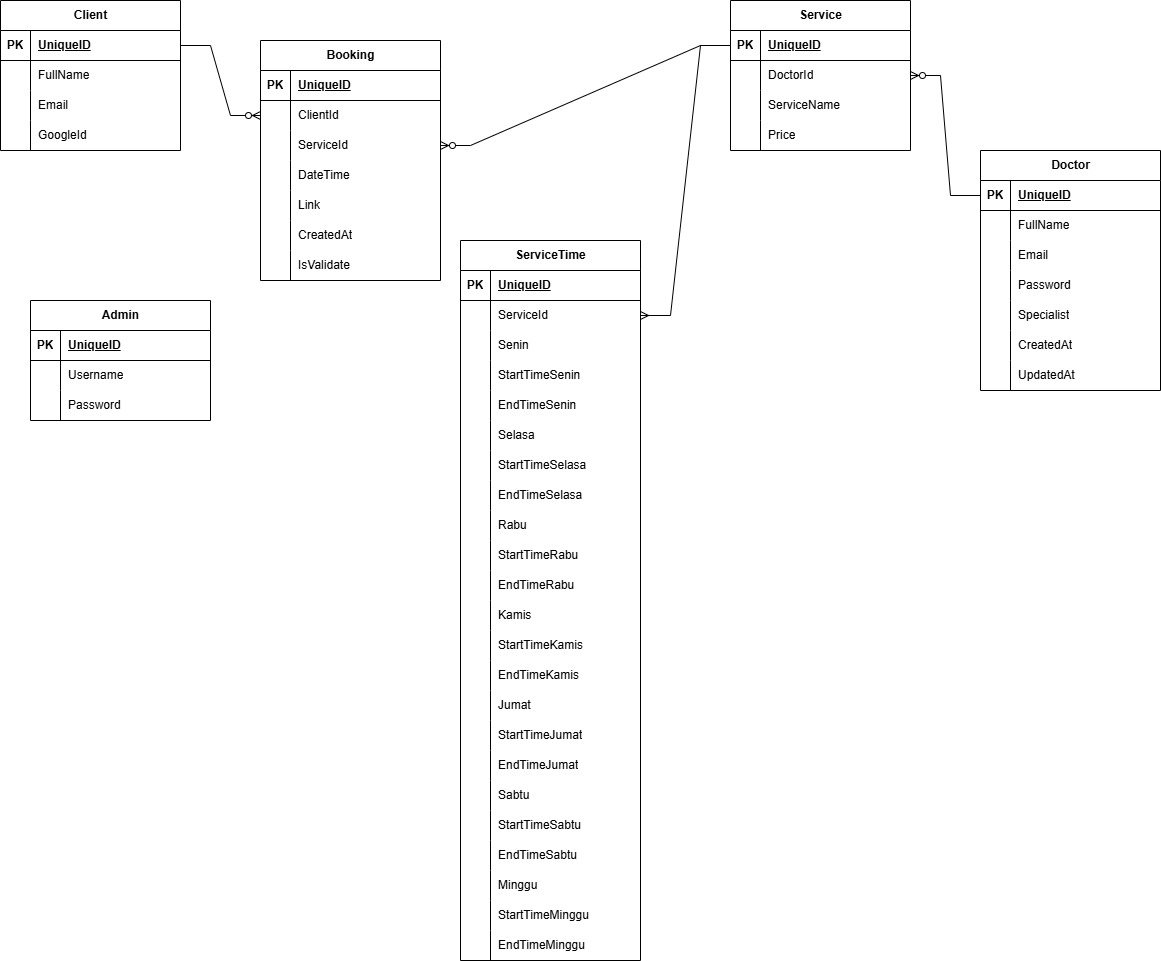 Client
PK UniqueID
FullName
Email
GoogleId
Booking
PK UniqueID
ClientId
ServiceId
DateTime
Link
CreatedAt
IsValidate
Service
PK UniqueID
DoctorId
ServiceName
Price
Doctor
PK UniqueID
FullName
Email
Password
Specialist
CreatedAt
UpdatedAt
Admin
PK UniqueID
Username
Password
ServiceTime
PK UniqueID
ServiceId
Senin
StartTimeSenin
EndTimeSenin
Selasa
StartTimeSelasa
EndTimeSelasa
Rabu
StartTimeRabu
EndTimeRabu
Kamis
StartTimeKamis
EndTimeKamis
Jumat
StartTimeJumat
EndTimeJumat
Sabtu
StartTimeSabtu
EndTimeSabtu
Minggu
StartTimeMinggu
EndTimeMinggu